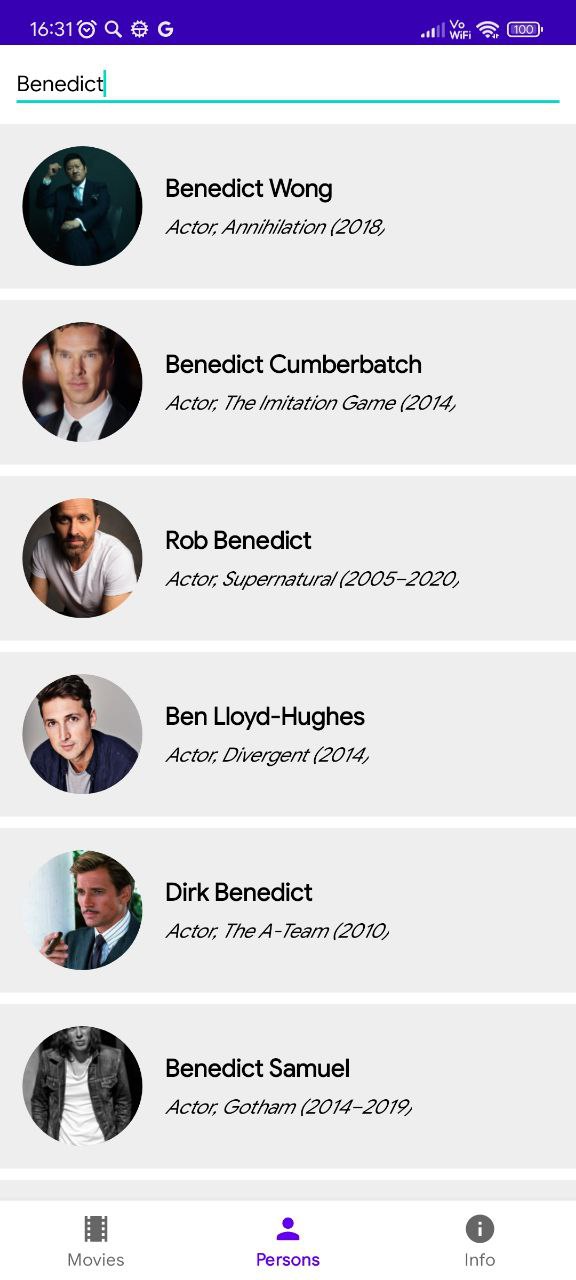 16:31 Vo WiFi 100
Benedict
Benedict Wong
Actor, Annihilation (2018)
Benedict Cumberbatch
Actor, The Imitation Game (2014)
Rob Benedict
Actor, Supernatural (2005–2020)
Ben Lloyd-Hughes
Actor, Divergent (2014)
Dirk Benedict
Actor, The A-Team (2010)
Benedict Samuel
Actor, Gotham (2014–2019)
Movies Persons Info